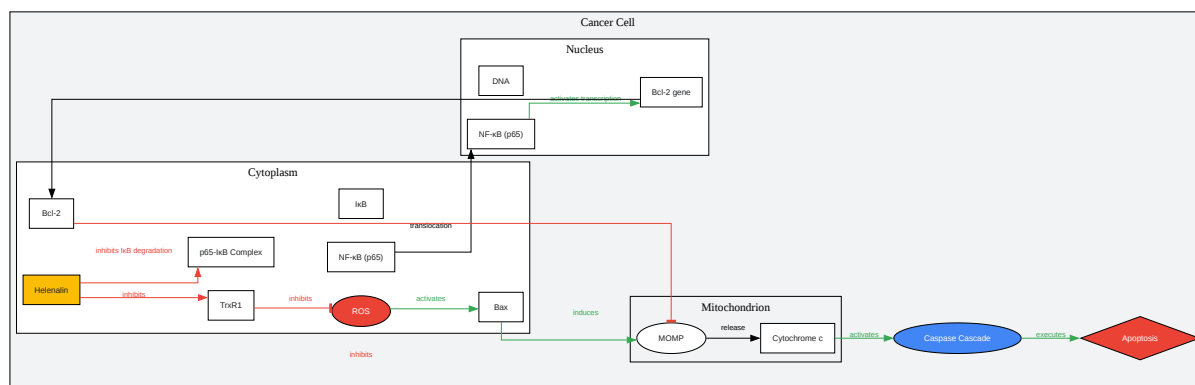 Cancer Cell
Nucleus
DNA
Bcl-2 gene
activates transcription
NF-κB (p65)
Cytoplasm
Bcl-2
IκB
translocation
inhibits IκB degradation
p65-IκB Complex
NF-κB (p65)
Helenalin
inhibits
TrxR1
inhibits
ROS
activates
Bax
induces
inhibits
Mitochondrion
MOMP
release
Cytochrome c
activates
Caspase Cascade
executes
Apoptosis